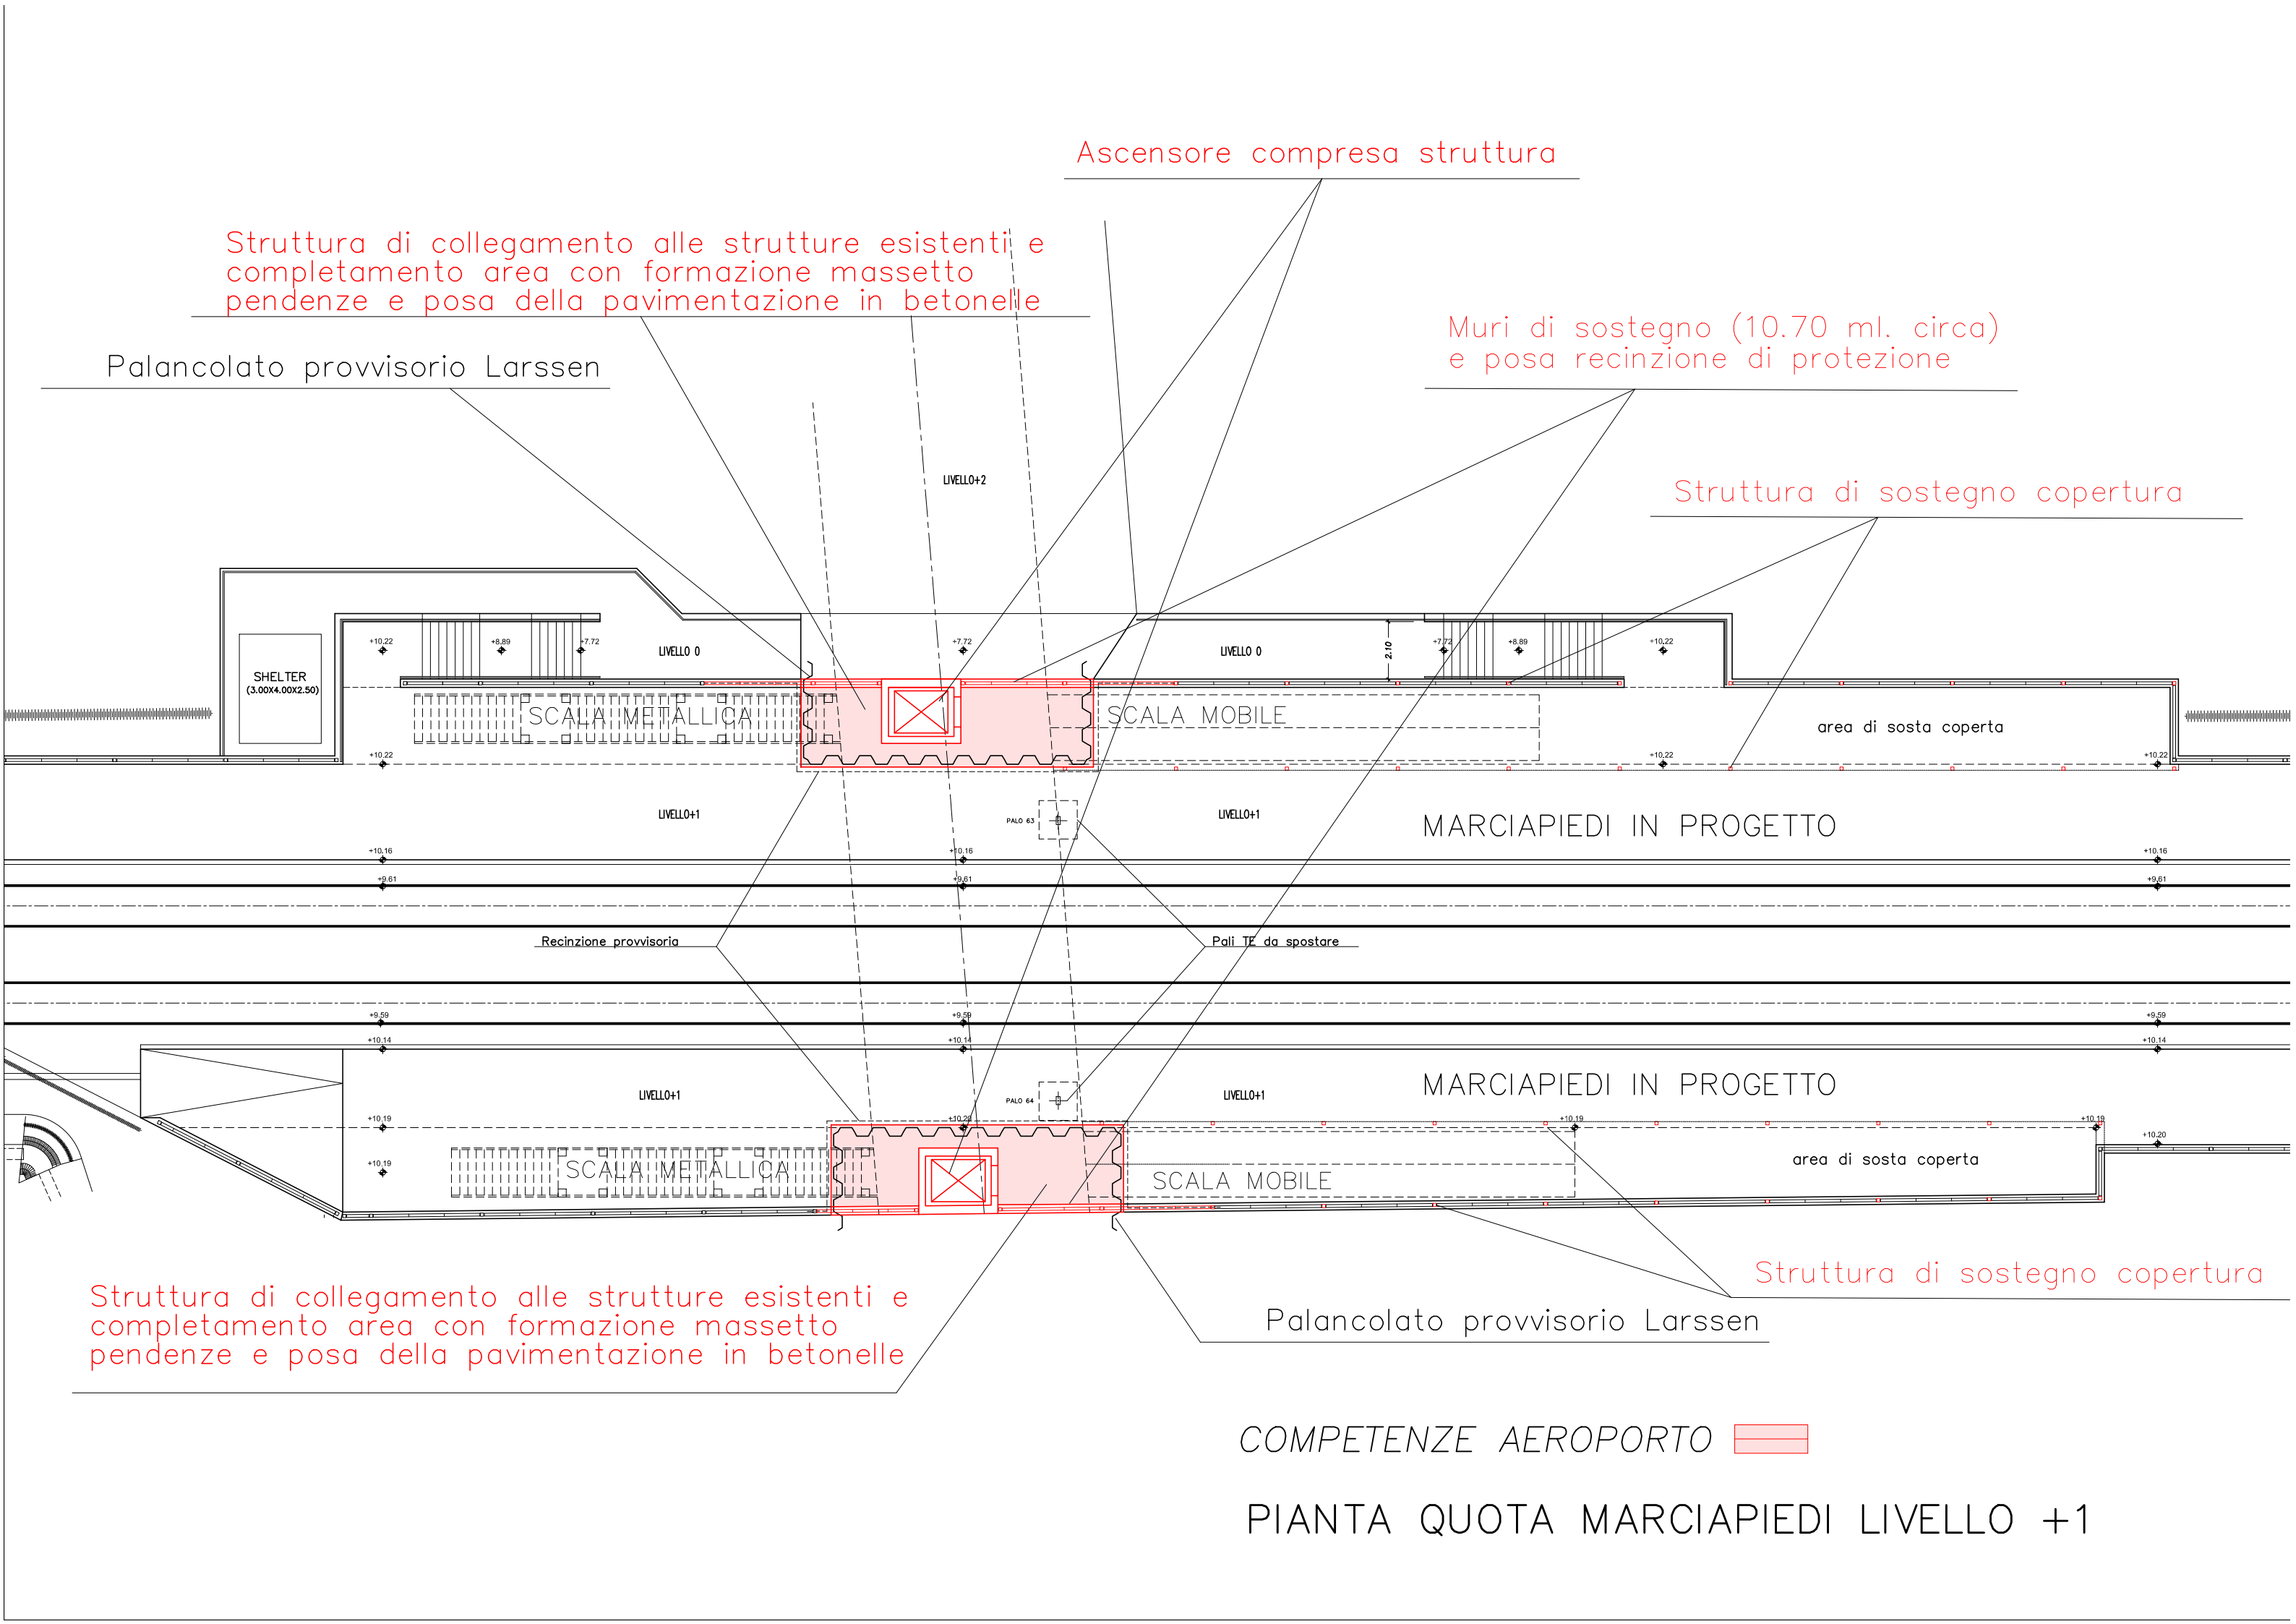 Ascensore compresa struttura
Struttura di collegamento alle strutture esistenti e
completamento area con formazione massetto
pendenze e posa della pavimentazione in betonelle
Muri di sostegno (10.70 ml. circa)
e posa recinzione di protezione
Palancolato provvisorio Larssen
LIVELLO+2
Struttura di sostegno copertura
+10.22
+8.89
+7.72
LIVELLO 0
+7.72
LIVELLO 0
2.10
+7.72
+8.89
+10.22
SHELTER
(3.00X4.00X2.50)
SCALA METALLICA
SCALA MOBILE
area di sosta coperta
+10.22
+10.22
+10.22
LIVELLO+1
PALO 63
LIVELLO+1
MARCIAPIEDI IN PROGETTO
+10.16
+10.16
+10.16
+9.61
+9.61
+9.61
Recinzione provvisoria
Pali TE da spostare
+9.59
+9.59
+9.59
+10.14
+10.14
+10.14
LIVELLO+1
PALO 64
LIVELLO+1
MARCIAPIEDI IN PROGETTO
+10.19
+10.20
+10.19
+10.19
+10.20
+10.19
SCALA METALLICA
SCALA MOBILE
area di sosta coperta
Struttura di sostegno copertura
Struttura di collegamento alle strutture esistenti e
completamento area con formazione massetto
pendenze e posa della pavimentazione in betonelle
Palancolato provvisorio Larssen
COMPETENZE AEROPORTO
PIANTA QUOTA MARCIAPIEDI LIVELLO +1